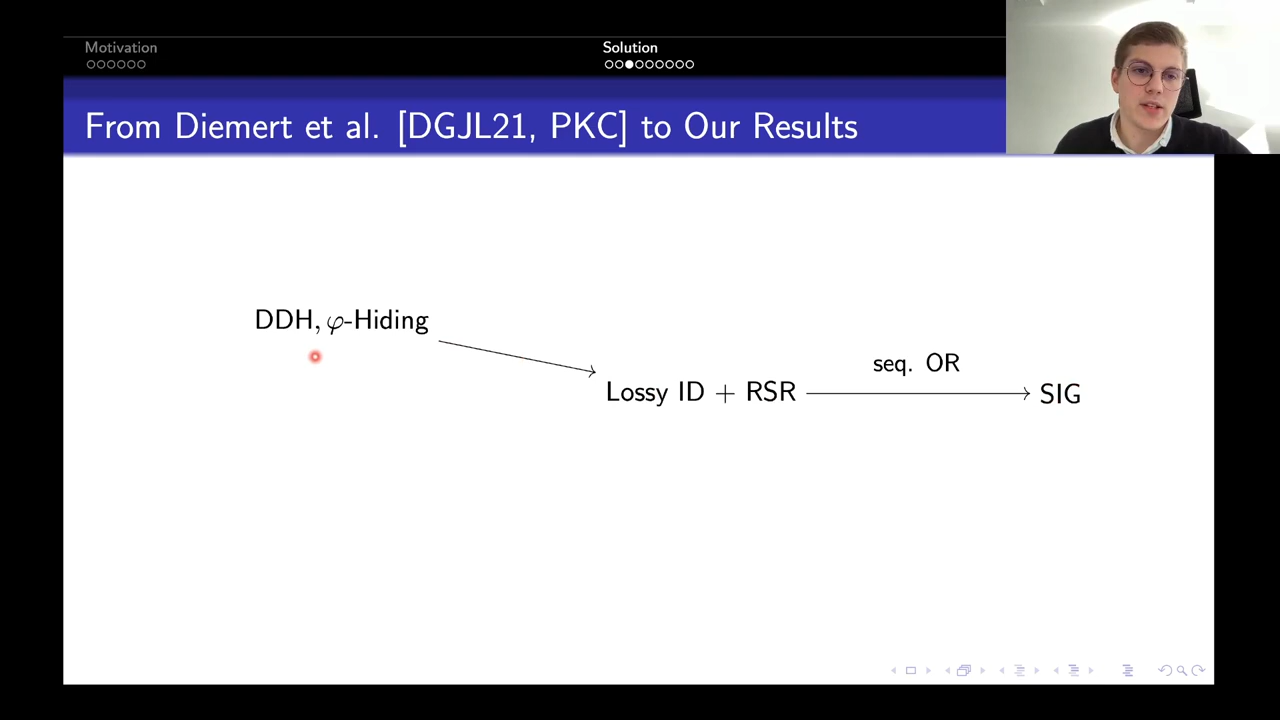 Motivation
Solution
From Diemert et al. [DGJL21, PKC] to Our Results
DDH, φ-Hiding
seq. OR
Lossy ID + RSR
SIG